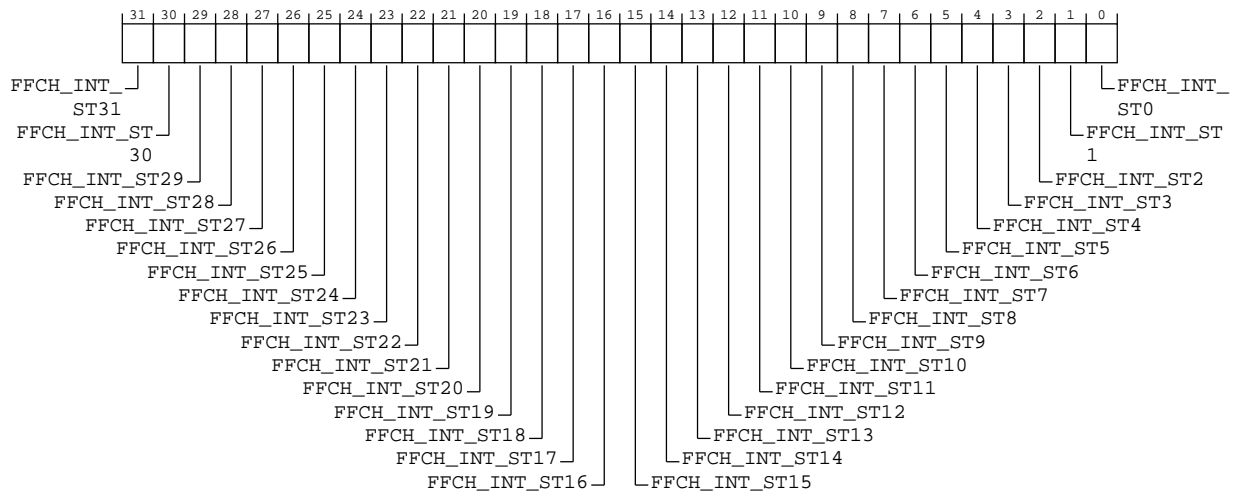 31 30 29 28 27 26 25 24 23 22 21 20 19 18 17 16 15 14 13 12 11 10 9 8 7 6 5 4 3 2 1 0
FFCH_INT_
ST31
FFCH_INT_
ST0
FFCH_INT_ST
30
FFCH_INT_ST
1
FFCH_INT_ST29
FFCH_INT_ST2
FFCH_INT_ST28
FFCH_INT_ST3
FFCH_INT_ST27
FFCH_INT_ST4
FFCH_INT_ST26
FFCH_INT_ST5
FFCH_INT_ST25
FFCH_INT_ST6
FFCH_INT_ST24
FFCH_INT_ST7
FFCH_INT_ST23
FFCH_INT_ST8
FFCH_INT_ST22
FFCH_INT_ST9
FFCH_INT_ST21
FFCH_INT_ST10
FFCH_INT_ST20
FFCH_INT_ST11
FFCH_INT_ST19
FFCH_INT_ST12
FFCH_INT_ST18
FFCH_INT_ST13
FFCH_INT_ST17
FFCH_INT_ST14
FFCH_INT_ST16
FFCH_INT_ST15